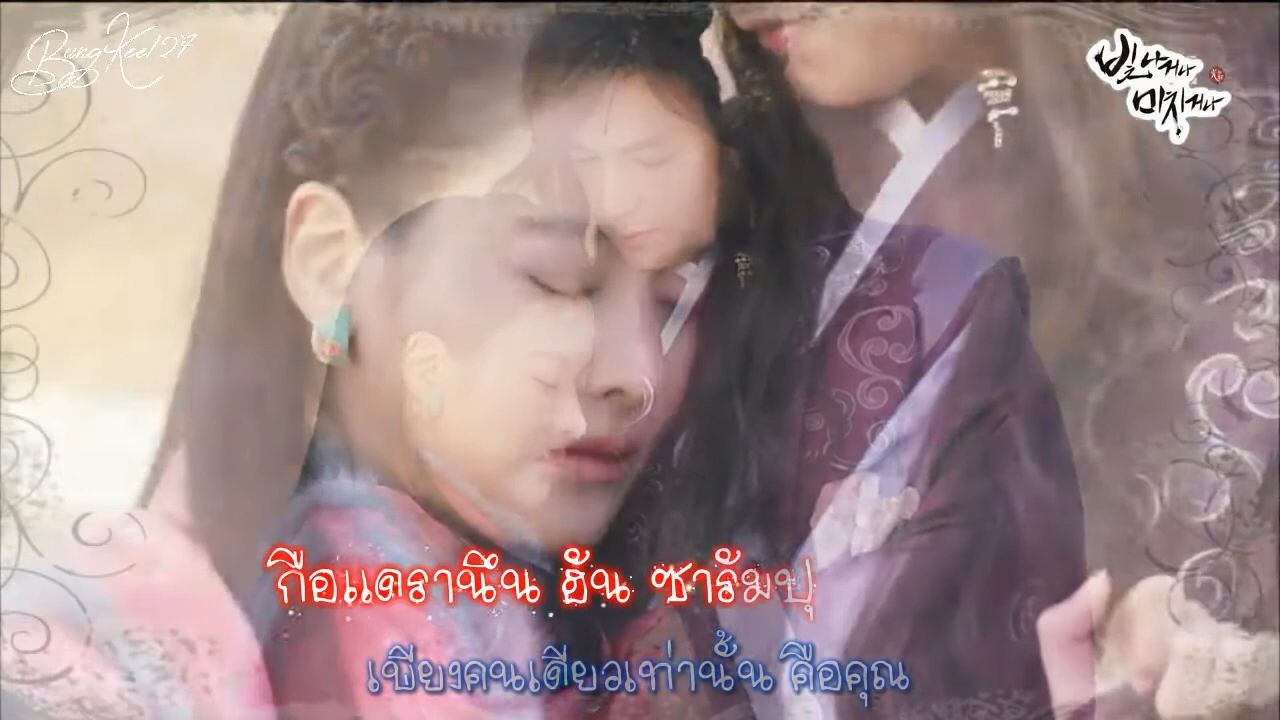 BungKee127
빛나거나
미치거나
กือแดรานึน ฮัน ซารัมปุ
เพียงคนเดียวเท่านั้น คือคุณ